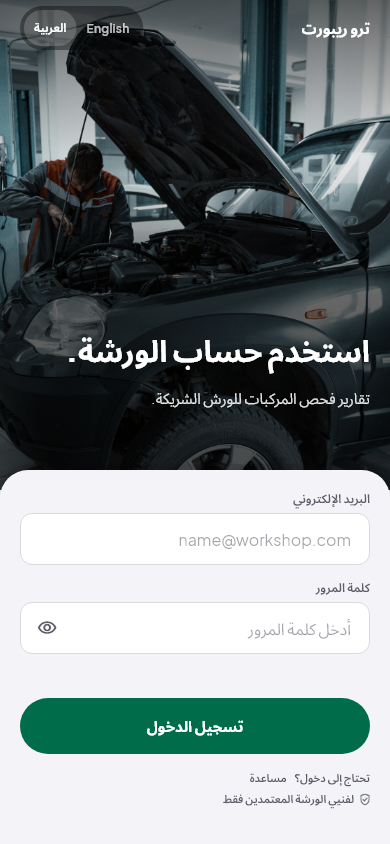 ترو ريبورت
العربية English
استخدم حساب الورشة.
تقارير فحص المركبات للورش الشريكة.
البريد الإلكتروني
name@workshop.com
كلمة المرور
أدخل كلمة المرور
تسجيل الدخول
تحتاج إلى دخول؟ مساعدة
لفنيي الورشة المعتمدين فقط